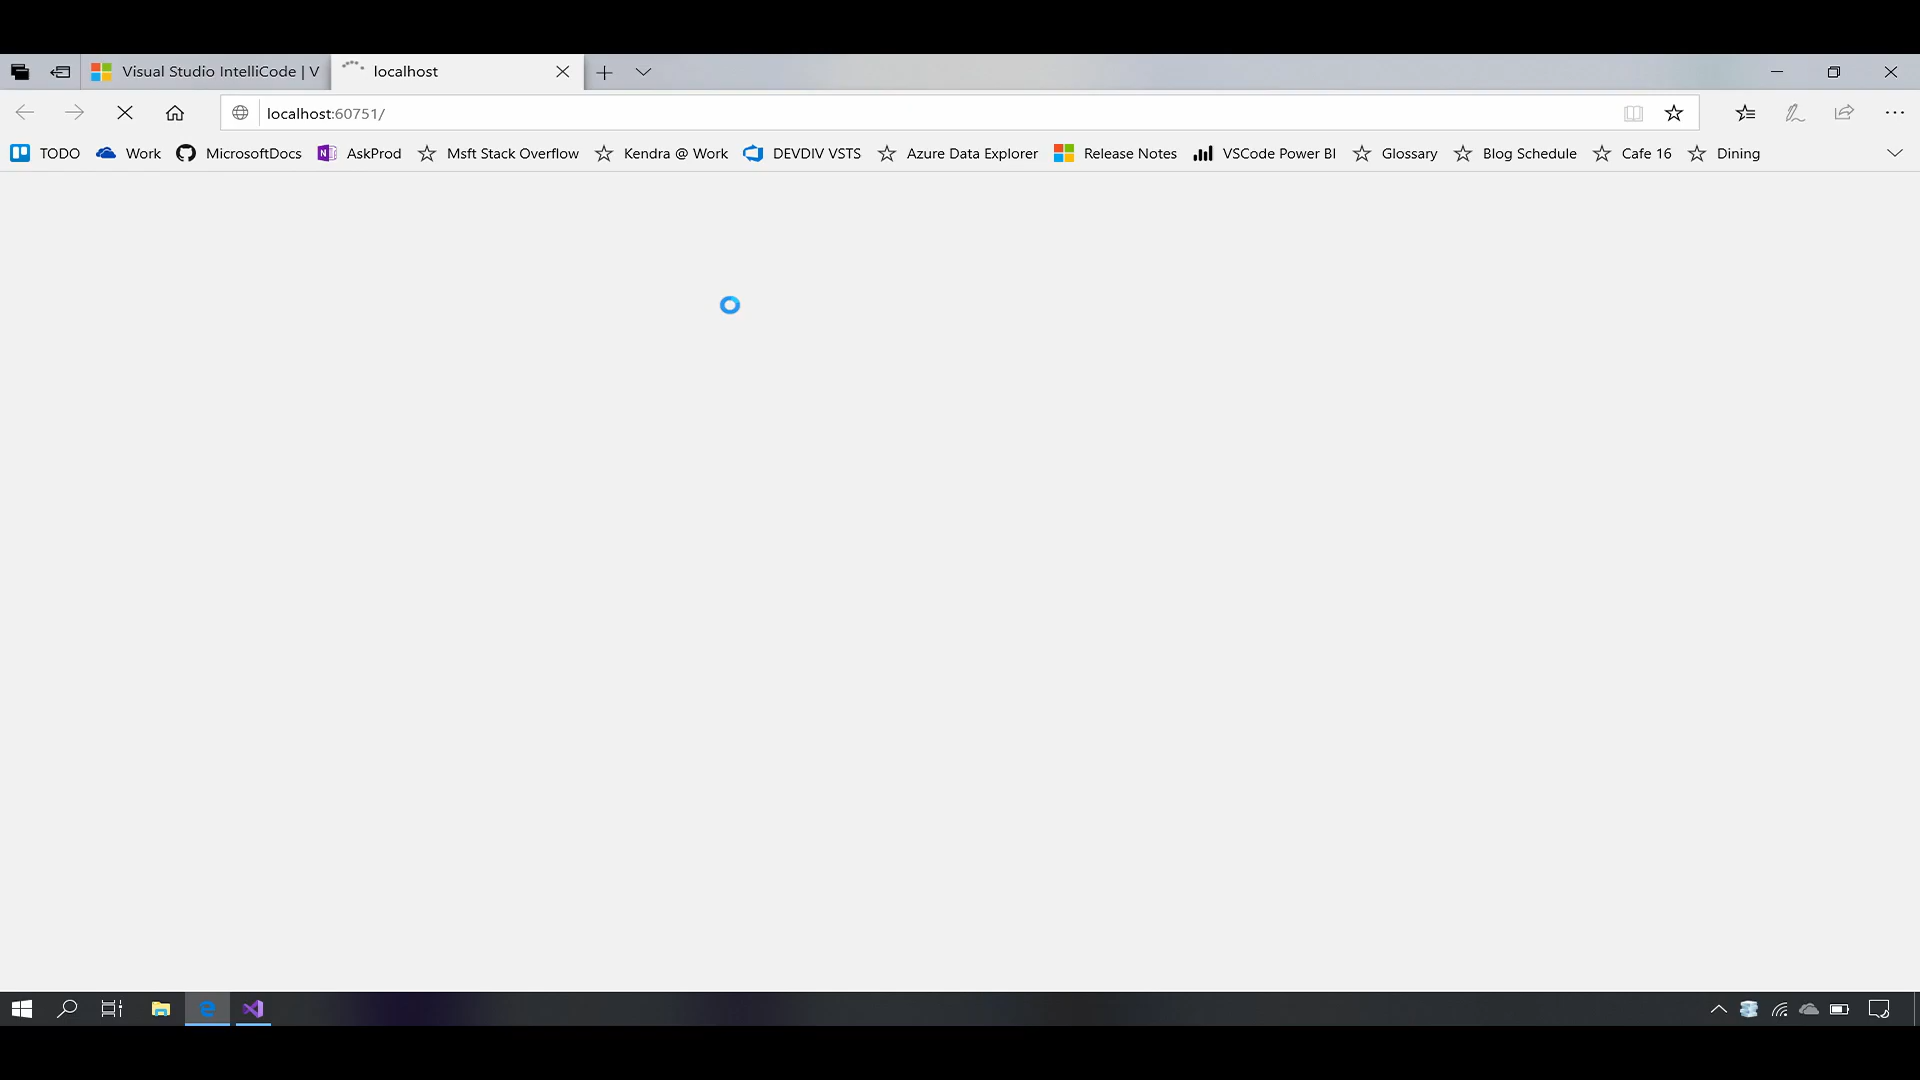 Visual Studio IntelliCode | V
localhost
localhost:60751/
TODO Work MicrosoftDocs AskProd Msft Stack Overflow Kendra @ Work DEVDIV VSTS Azure Data Explorer Release Notes VSCode Power BI Glossary Blog Schedule Cafe 16 Dining